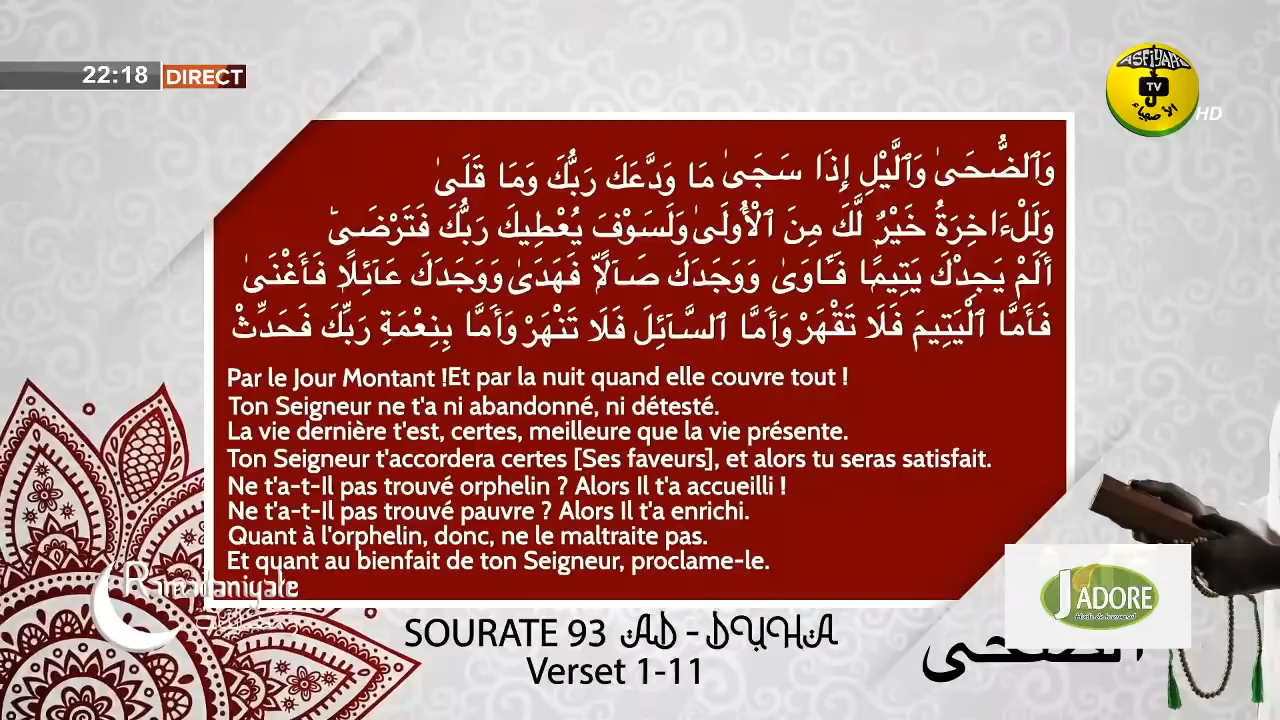 22:18 DIRECT
ASFIYAHI
TV
الأصفياء
HD
وَٱلضُّحَىٰ وَٱلَّيْلِ إِذَا سَجَىٰ مَا وَدَّعَكَ رَبُّكَ وَمَا قَلَىٰ
وَلَلْءَاخِرَةُ خَيْرٌ لَّكَ مِنَ ٱلْأُولَىٰ وَلَسَوْفَ يُعْطِيكَ رَبُّكَ فَتَرْضَىٰٓ
أَلَمْ يَجِدْكَ يَتِيمًا فَـَٔاوَىٰ وَوَجَدَكَ ضَآلًّا فَهَدَىٰ وَوَجَدَكَ عَآئِلًا فَأَغْنَىٰ
فَأَمَّا ٱلْيَتِيمَ فَلَا تَقْهَرْ وَأَمَّا ٱلسَّآئِلَ فَلَا تَنْهَرْ وَأَمَّا بِنِعْمَةِ رَبِّكَ فَحَدِّثْ
Par le Jour Montant !Et par la nuit quand elle couvre tout !
Ton Seigneur ne t'a ni abandonné, ni détesté.
La vie dernière t'est, certes, meilleure que la vie présente.
Ton Seigneur t'accordera certes [Ses faveurs], et alors tu seras satisfait.
Ne t'a-t-Il pas trouvé orphelin ? Alors Il t'a accueilli !
Ne t'a-t-Il pas trouvé pauvre ? Alors Il t'a enrichi.
Quant à l'orphelin, donc, ne le maltraite pas.
Et quant au bienfait de ton Seigneur, proclame-le.
Ramadaniyate
J'ADORE
SOURATE 93 AD - DUHA
Verset 1-11
الضحى